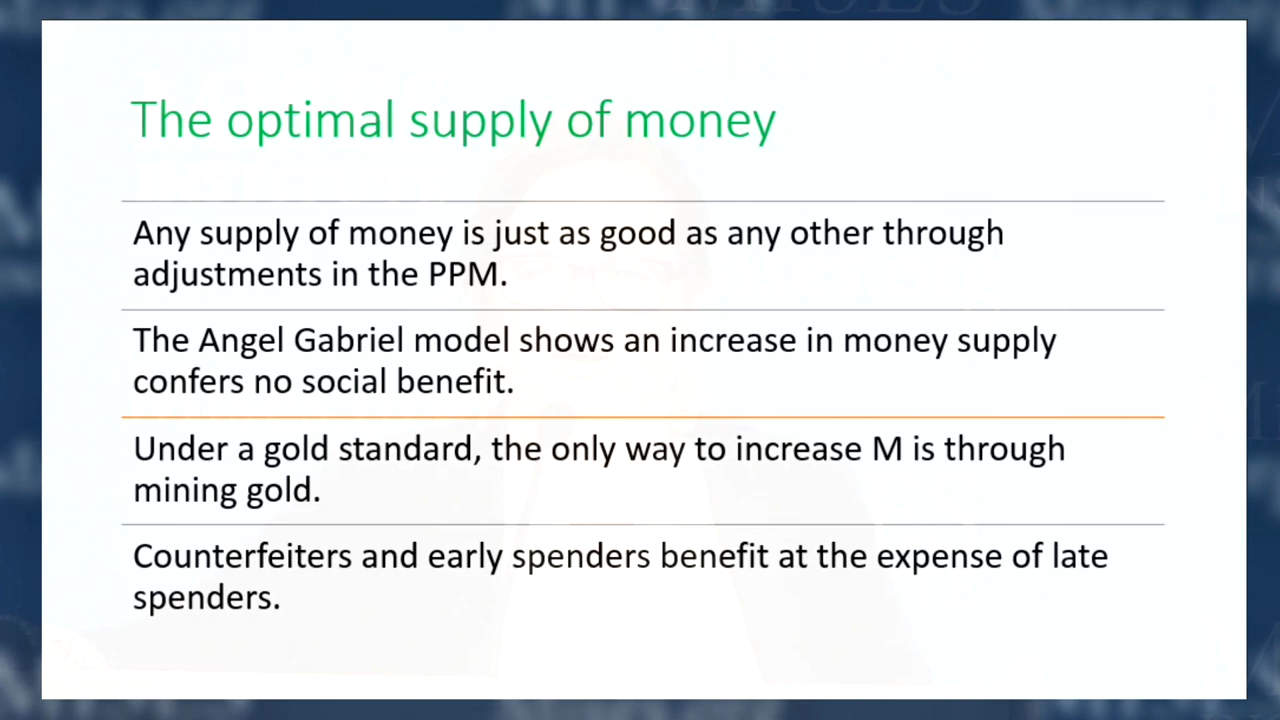 The optimal supply of money
Any supply of money is just as good as any other through
adjustments in the PPM.
The Angel Gabriel model shows an increase in money supply
confers no social benefit.
Under a gold standard, the only way to increase M is through
mining gold.
Counterfeiters and early spenders benefit at the expense of late
spenders.